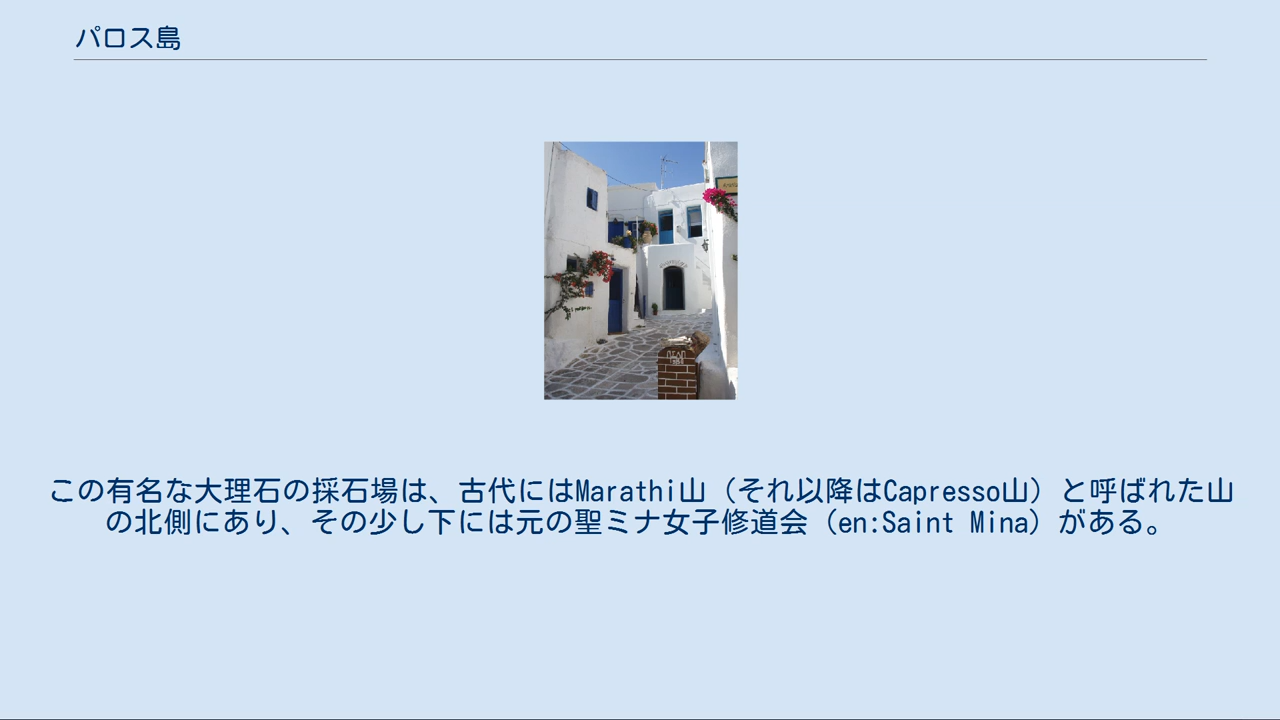 パロス島
この有名な大理石の採石場は、古代にはMarathi山（それ以降はCapresso山）と呼ばれた山
の北側にあり、その少し下には元の聖ミナ女子修道会（en:Saint Mina）がある。